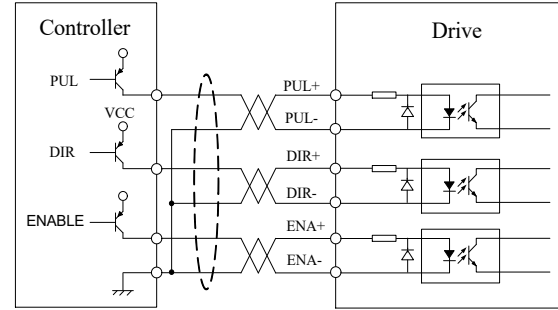 Controller
Drive
PUL
PUL+
VCC
PUL-
DIR
DIR+
DIR-
ENABLE
ENA+
ENA-